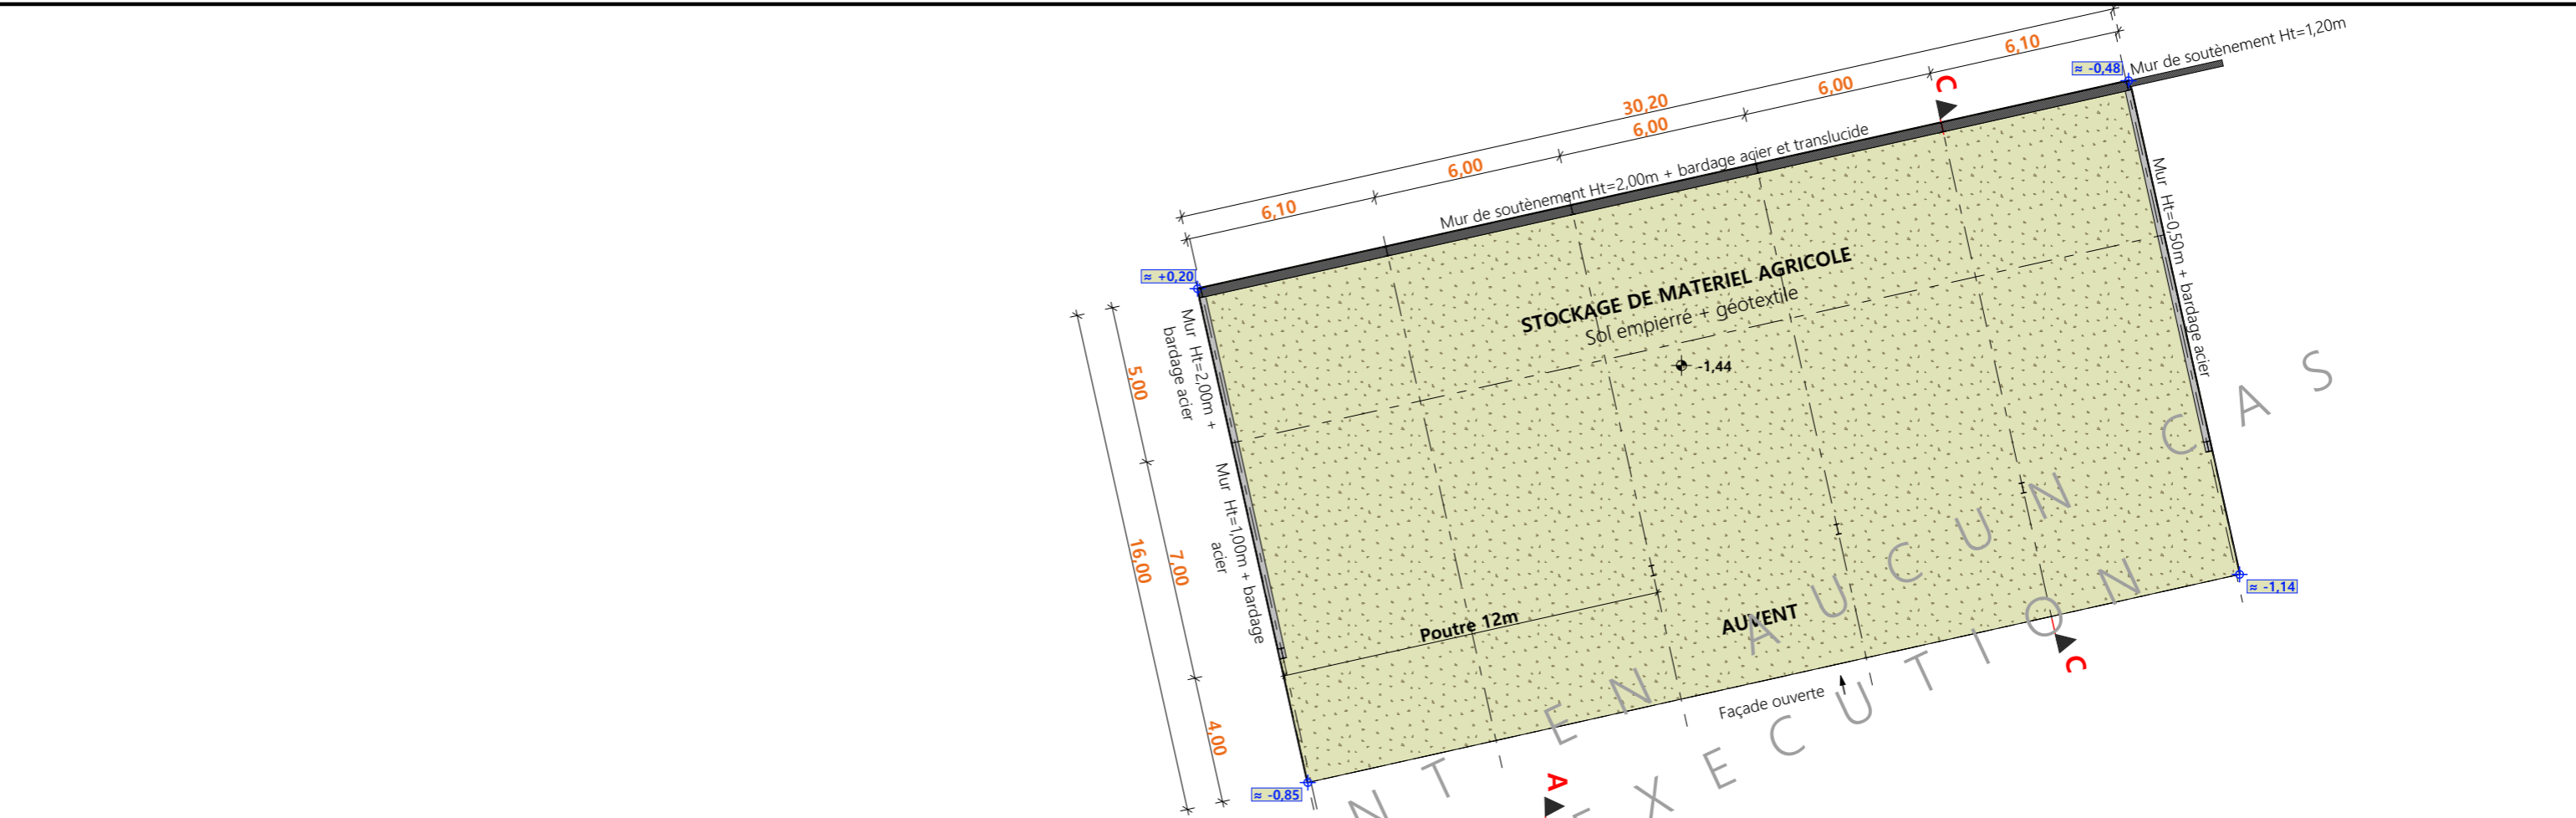 6,10
Mur de soutènement Ht=1,20m
≈ -0,48
6,00
C
30,20
6,00
6,00
6,10
Mur de soutènement Ht=2,00m + bardage acier et translucide
≈ +0,20
Mur Ht=0,50m + bardage acier
STOCKAGE DE MATERIEL AGRICOLE
Sol empierré + géotextile
-1,44
Mur Ht=2,00m +
bardage acier
5,00
Mur Ht=1,00m + bardage
acier
16,00
7,00
4,00
Poutre 12m
AUVENT
≈ -1,14
C
Façade ouverte
≈ -0,85
A
N T E N A U C U N C A S
E X E C U T I O N